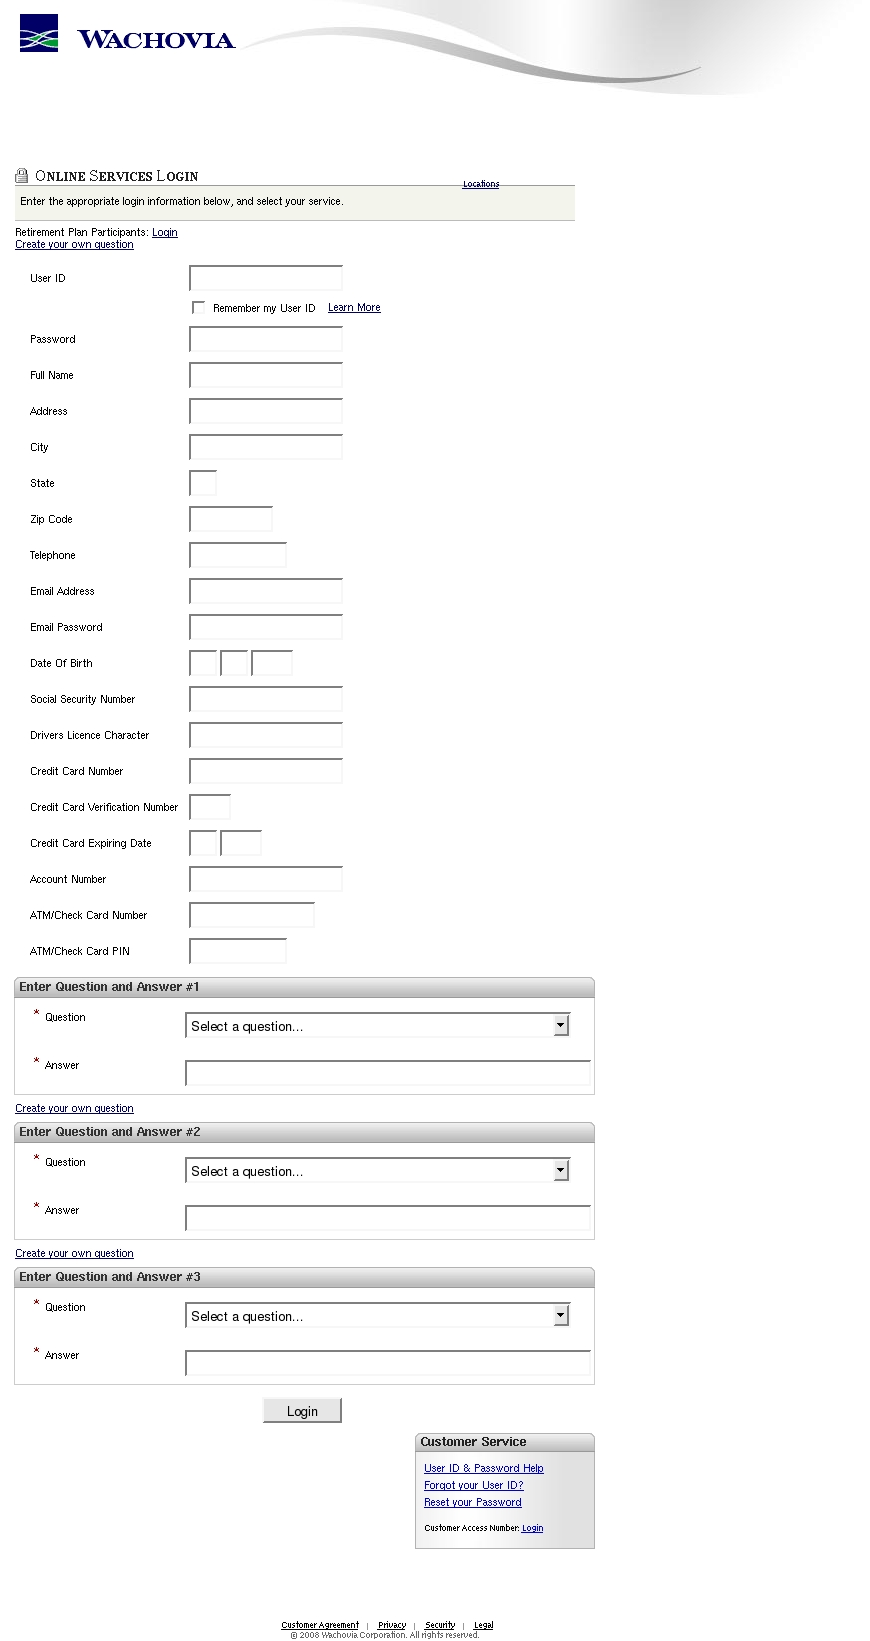 WACHOVIA
ONLINE SERVICES LOGIN
Locations
Enter the appropriate login information below, and select your service.
Retirement Plan Participants: Login
Create your own question
User ID
Remember my User ID Learn More
Password
Full Name
Address
City
State
Zip Code
Telephone
Email Address
Email Password
Date Of Birth
Social Security Number
Drivers Licence Character
Credit Card Number
Credit Card Verification Number
Credit Card Expiring Date
Account Number
ATM/Check Card Number
ATM/Check Card PIN
Enter Question and Answer #1
* Question Select a question...
* Answer
Create your own question
Enter Question and Answer #2
* Question Select a question...
* Answer
Create your own question
Enter Question and Answer #3
* Question Select a question...
* Answer
Login
Customer Service
User ID & Password Help
Forgot your User ID?
Reset your Password
Customer Access Number: Login
Customer Agreement | Privacy | Security | Legal
© 2008 Wachovia Corporation. All rights reserved.